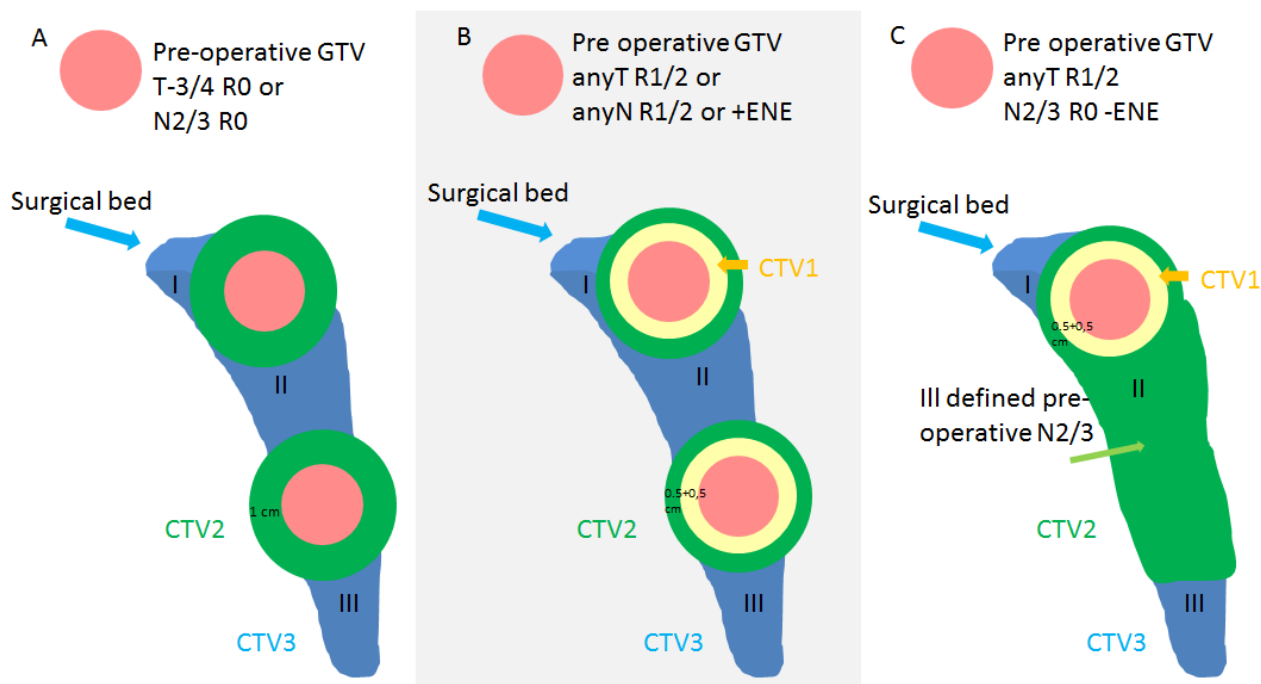 A
Pre-operative GTV
T-3/4 R0 or
N2/3 R0
Surgical bed
I
II
1 cm
CTV2
III
CTV3
B
Pre operative GTV
anyT R1/2 or
anyN R1/2 or +ENE
Surgical bed
CTV1
I
II
0.5+0,5
cm
CTV2
III
CTV3
C
Pre operative GTV
anyT R1/2
N2/3 R0 -ENE
Surgical bed
I
CTV1
0.5+0,5
cm
II
Ill defined pre-
operative N2/3
CTV2
III
CTV3